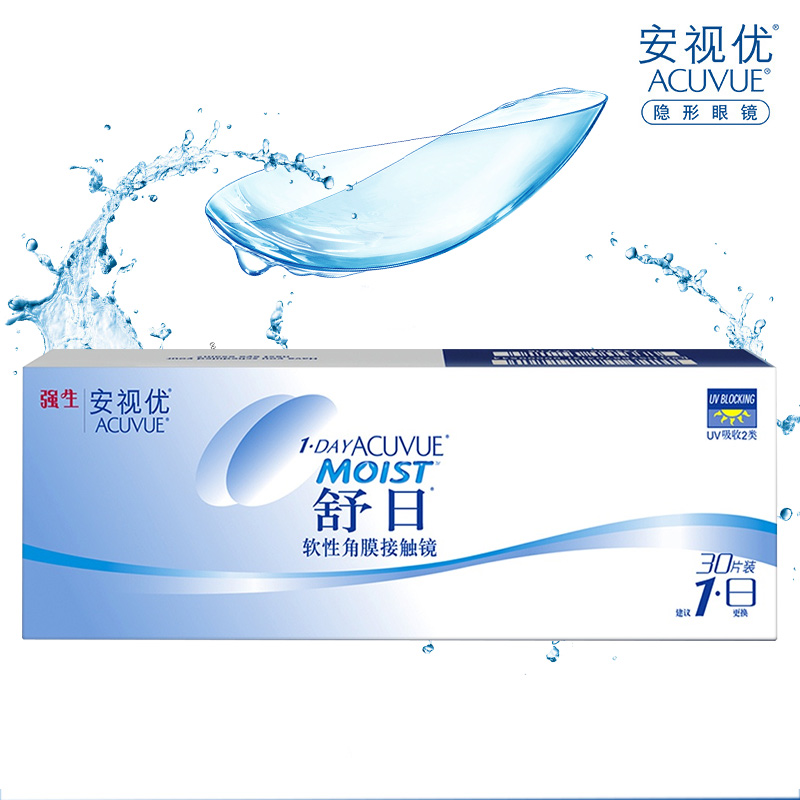 安视优®
ACUVUE®
隐形眼镜
强生 安视优®
ACUVUE®
1·DAY ACUVUE®
MOIST®
舒日®
软性角膜接触镜
UV BLOCKING
UV吸收2类
30片装
建议1·日更换